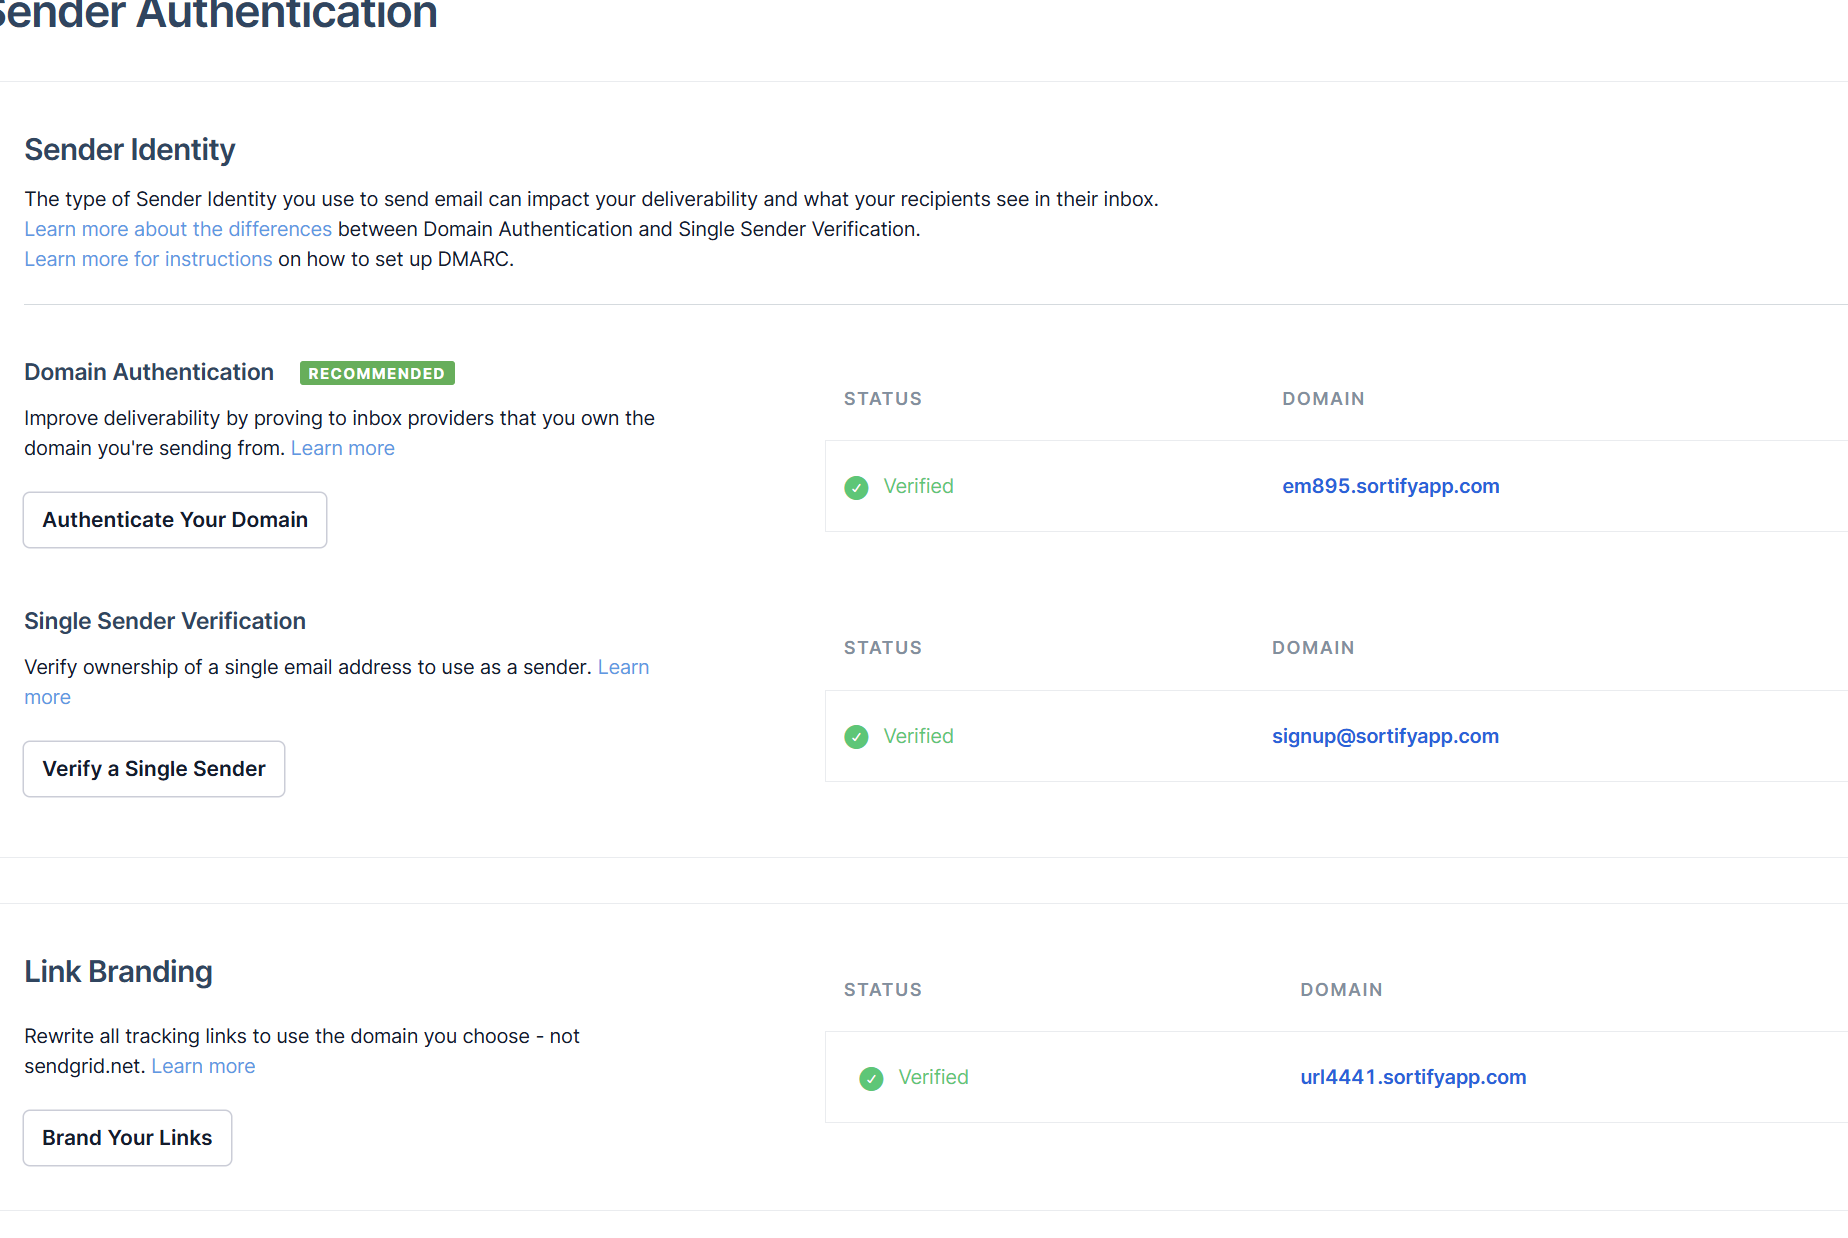 Sender Authentication
Sender Identity
The type of Sender Identity you use to send email can impact your deliverability and what your recipients see in their inbox.
Learn more about the differences between Domain Authentication and Single Sender Verification.
Learn more for instructions on how to set up DMARC.
Domain Authentication RECOMMENDED
Improve deliverability by proving to inbox providers that you own the
domain you're sending from. Learn more
Authenticate Your Domain
STATUS DOMAIN
Verified em895.sortifyapp.com
Single Sender Verification
Verify ownership of a single email address to use as a sender. Learn
more
Verify a Single Sender
STATUS DOMAIN
Verified signup@sortifyapp.com
Link Branding
Rewrite all tracking links to use the domain you choose - not
sendgrid.net. Learn more
Brand Your Links
STATUS DOMAIN
Verified url4441.sortifyapp.com